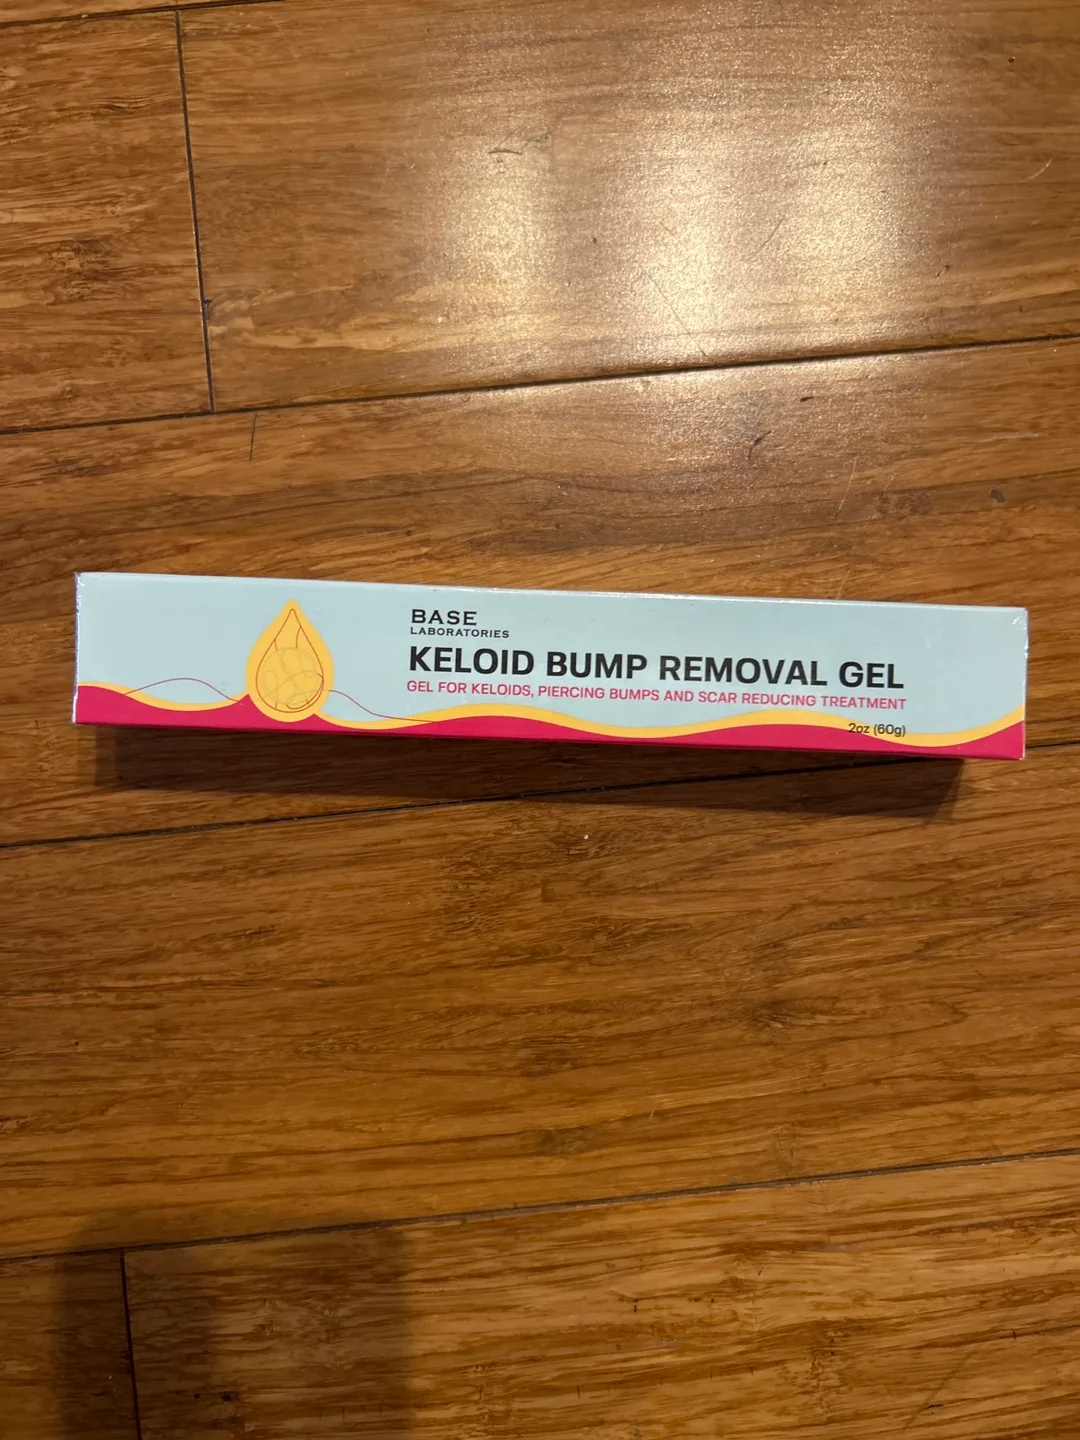 BASE
LABORATORIES
KELOID BUMP REMOVAL GEL
GEL FOR KELOIDS, PIERCING BUMPS AND SCAR REDUCING TREATMENT
2oz (60g)